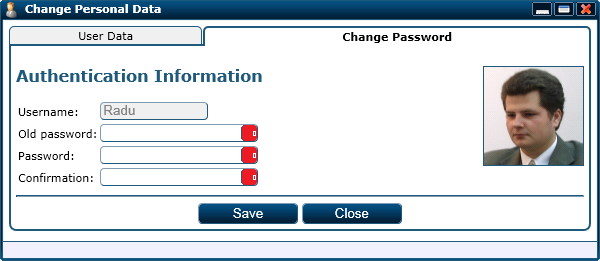 Change Personal Data
User Data
Change Password
Authentication Information
Username: Radu
Old password:
Password:
Confirmation:
Save
Close